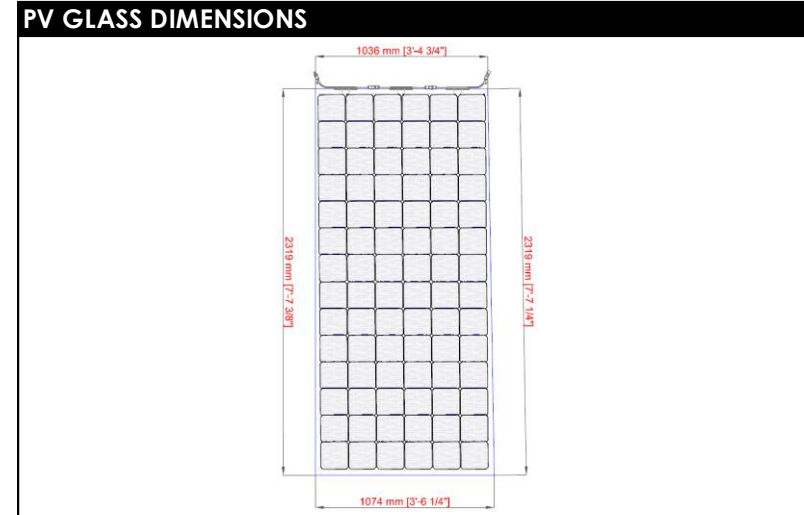 PV GLASS DIMENSIONS
1036 mm [3'-4 3/4"]
2319 mm [7'-7 3/8"]
2319 mm [7'-7 1/4"]
1074 mm [3'-6 1/4"]